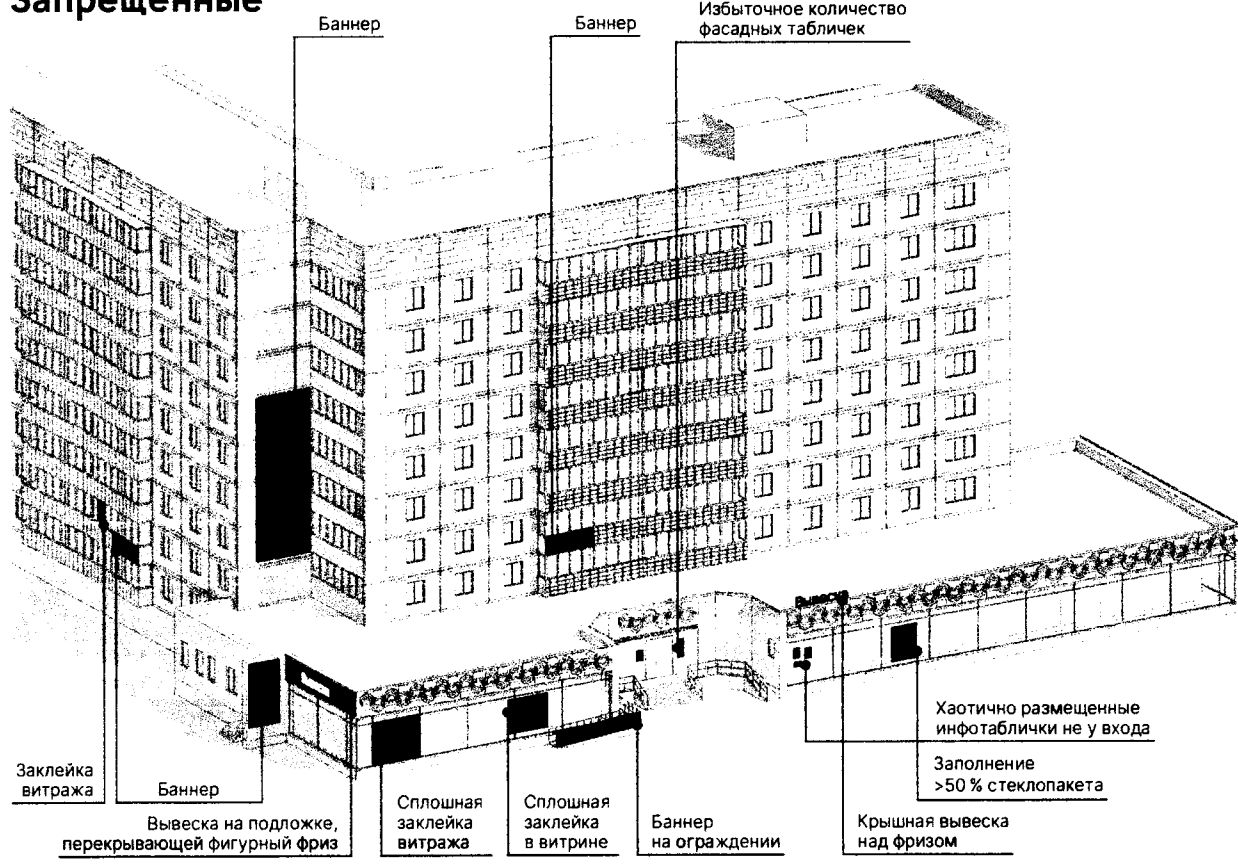 Запрещенные
Баннер
Баннер
Избыточное количество
фасадных табличек
Вывеска
Хаотично размещенные
инфотаблички не у входа
Заполнение
>50 % стеклопакета
Крышная вывеска
над фризом
Заклейка
витража
Баннер
Вывеска на подложке,
перекрывающей фигурный фриз
Сплошная
заклейка
витража
Сплошная
заклейка
в витрине
Баннер
на ограждении